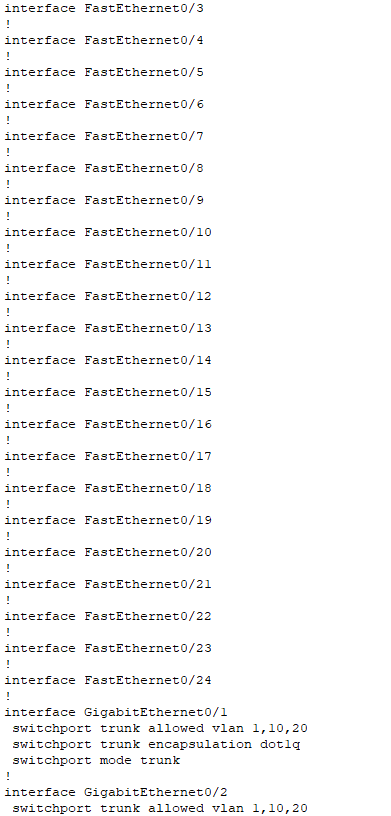 interface FastEthernet0/3
!
interface FastEthernet0/4
!
interface FastEthernet0/5
!
interface FastEthernet0/6
!
interface FastEthernet0/7
!
interface FastEthernet0/8
!
interface FastEthernet0/9
!
interface FastEthernet0/10
!
interface FastEthernet0/11
!
interface FastEthernet0/12
!
interface FastEthernet0/13
!
interface FastEthernet0/14
!
interface FastEthernet0/15
!
interface FastEthernet0/16
!
interface FastEthernet0/17
!
interface FastEthernet0/18
!
interface FastEthernet0/19
!
interface FastEthernet0/20
!
interface FastEthernet0/21
!
interface FastEthernet0/22
!
interface FastEthernet0/23
!
interface FastEthernet0/24
!
interface GigabitEthernet0/1
 switchport trunk allowed vlan 1,10,20
 switchport trunk encapsulation dot1q
 switchport mode trunk
!
interface GigabitEthernet0/2
 switchport trunk allowed vlan 1,10,20